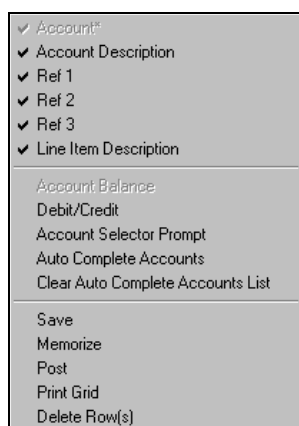 Account*
Account Description
Ref 1
Ref 2
Ref 3
Line Item Description
Account Balance
Debit/Credit
Account Selector Prompt
Auto Complete Accounts
Clear Auto Complete Accounts List
Save
Memorize
Post
Print Grid
Delete Row(s)